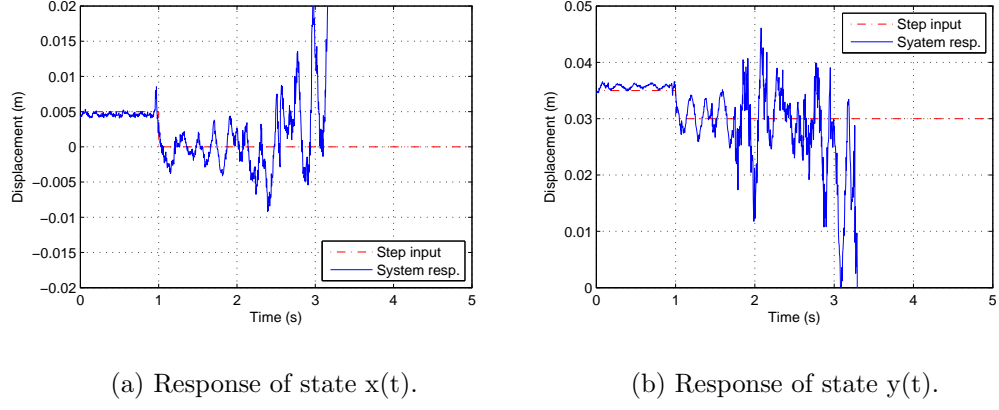 0.02
0.015
0.01
0.005
0
−0.005
−0.01
−0.015
−0.02
Displacement (m)
0 1 2 3 4 5
Time (s)
Step input
System resp.
(a) Response of state x(t).
0.05
0.04
0.03
0.02
0.01
0
Displacement (m)
0 1 2 3 4 5
Time (s)
Step input
Syatem resp.
(b) Response of state y(t).